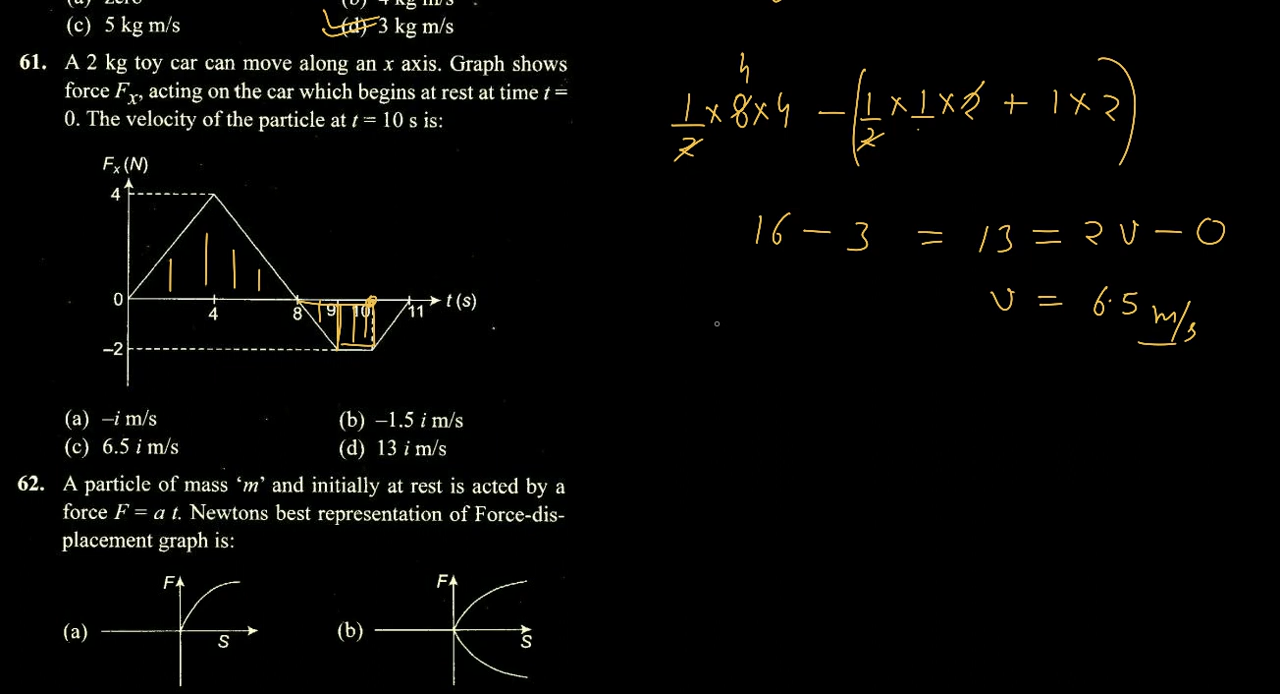 (c) 5 kg m/s (d) 3 kg m/s
61. A 2 kg toy car can move along an x axis. Graph shows
force Fₓ, acting on the car which begins at rest at time t =
0. The velocity of the particle at t = 10 s is:
Fₓ (N)
4
0 4 8 9 10 11 t (s)
–2
(a) –i m/s (b) –1.5 i m/s
(c) 6.5 i m/s (d) 13 i m/s
62. A particle of mass ‘m’ and initially at rest is acted by a
force F = a t. Newtons best representation of Force-dis-
placement graph is:
F F
(a) S (b) S
4
1/2 × 8 × 4 – (1/2 × 1 × 2 + 1 × 2)
16 – 3 = 13 = 2 v – 0
v = 6.5 m/s